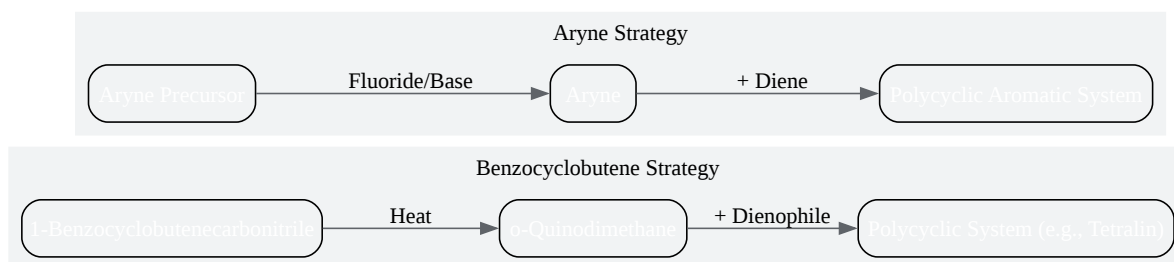 Aryne Strategy
Aryne Precursor Fluoride/Base Aryne + Diene Polycyclic Aromatic System
Benzocyclobutene Strategy
1-Benzocyclobutenecarbonitrile Heat o-Quinodimethane + Dienophile Polycyclic System (e.g., Tetralin)